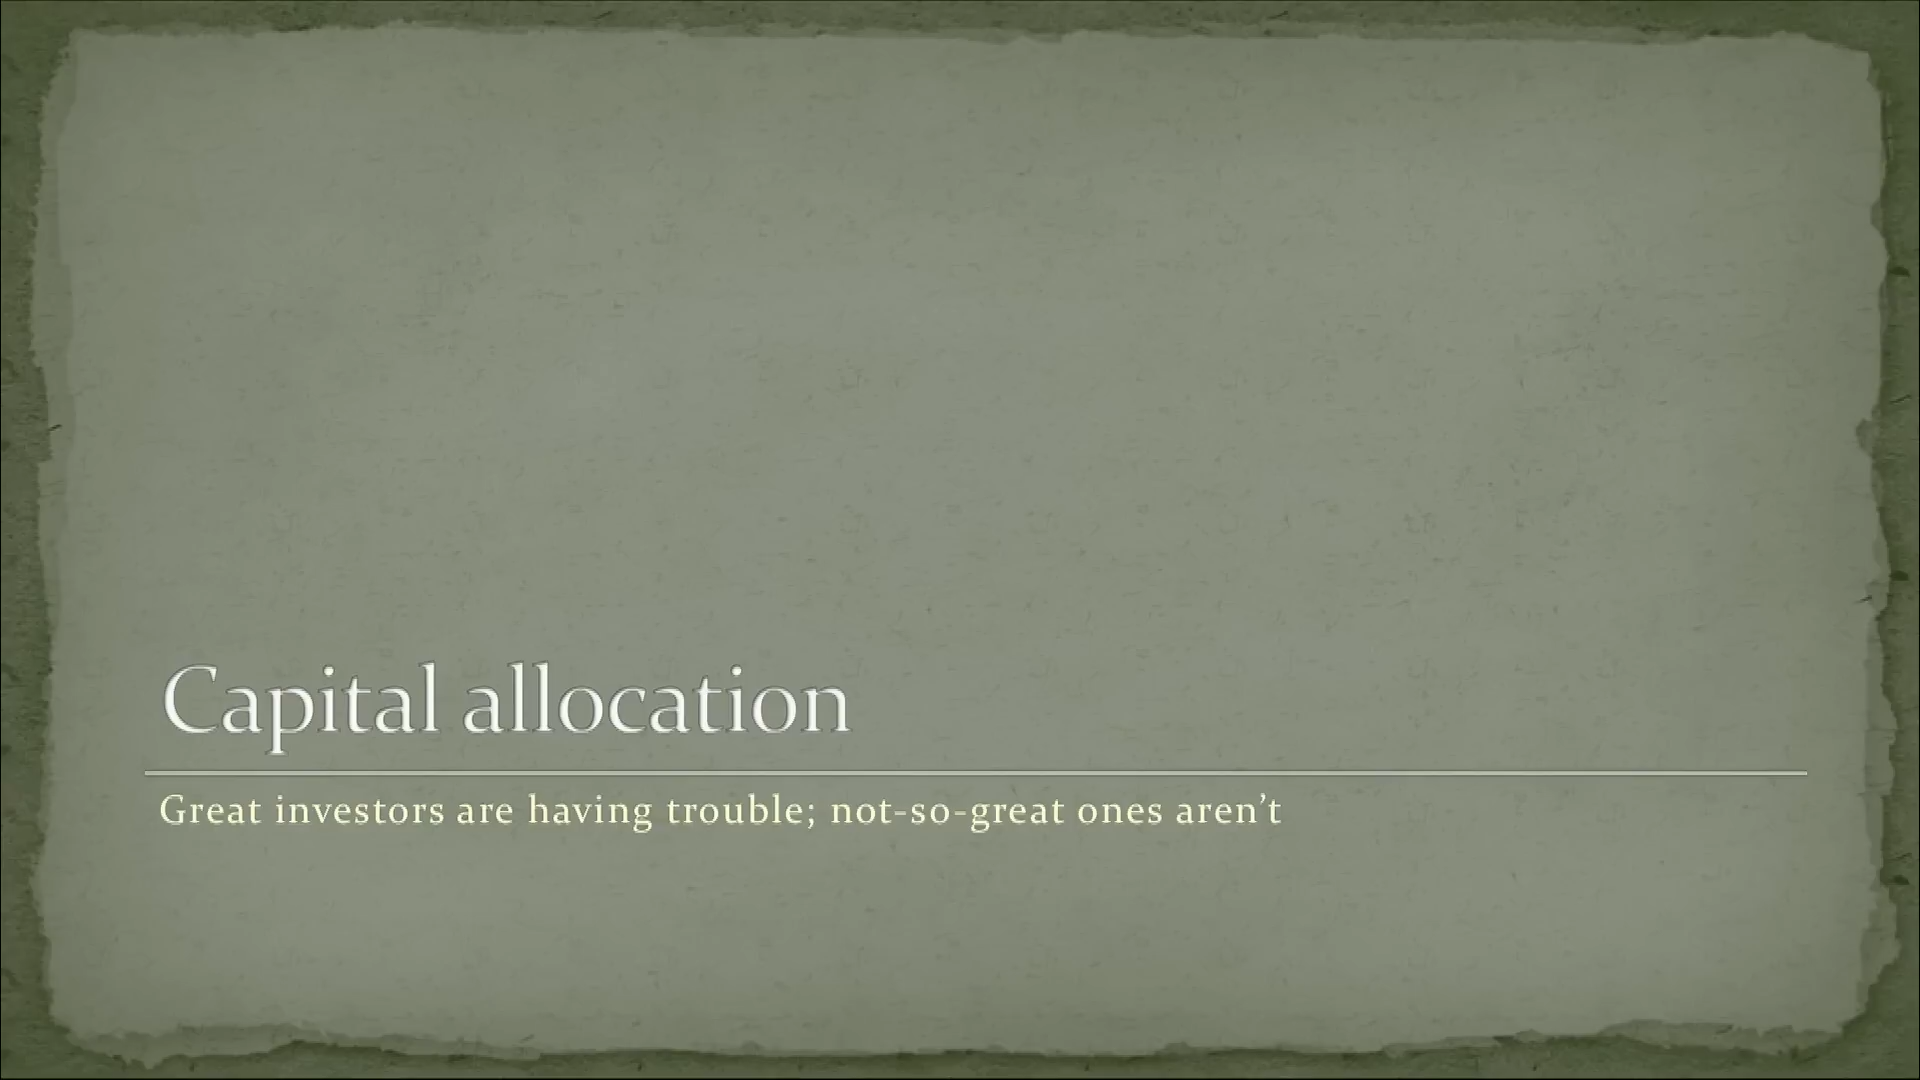 Capital allocation
Great investors are having trouble; not-so-great ones aren’t